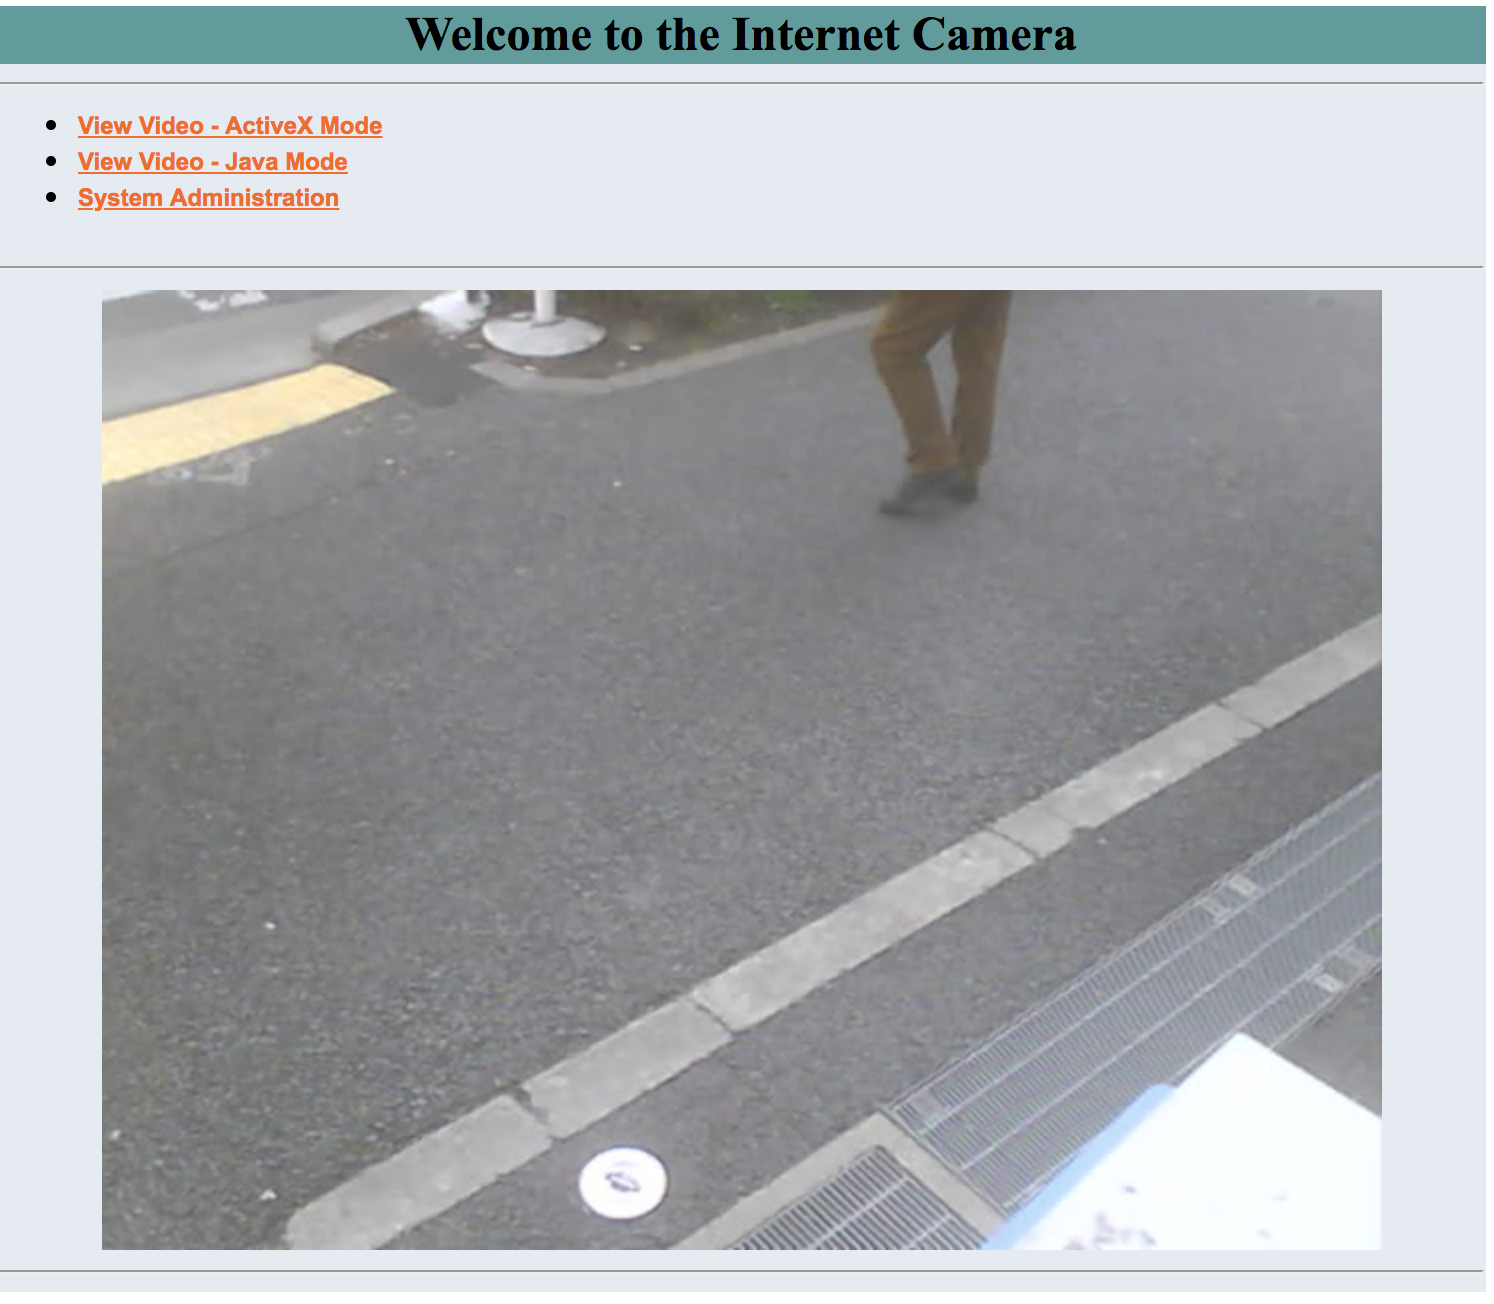 Welcome to the Internet Camera
View Video - ActiveX Mode
View Video - Java Mode
System Administration